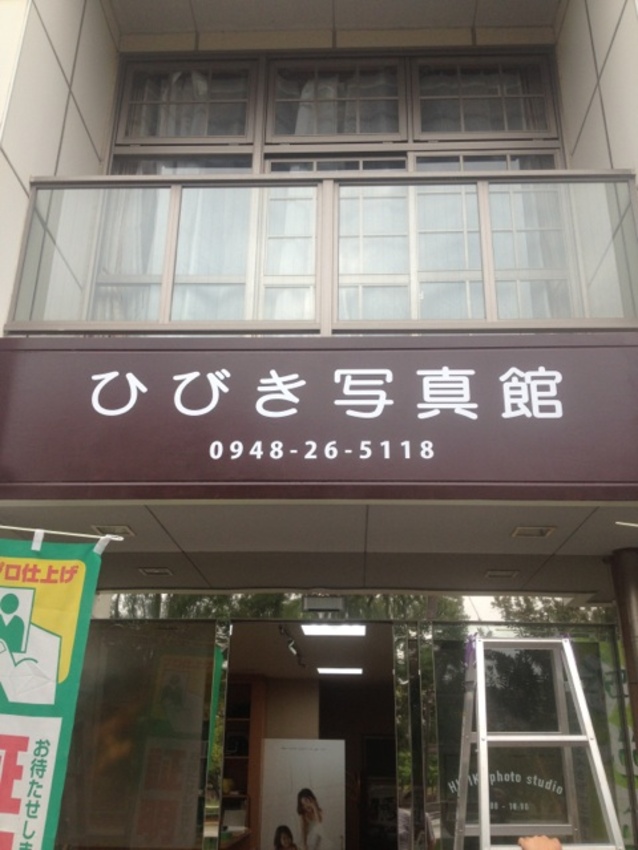 ひびき写真館
0948-26-5118
プロ仕上げ
証
お待たせしま
photo studio